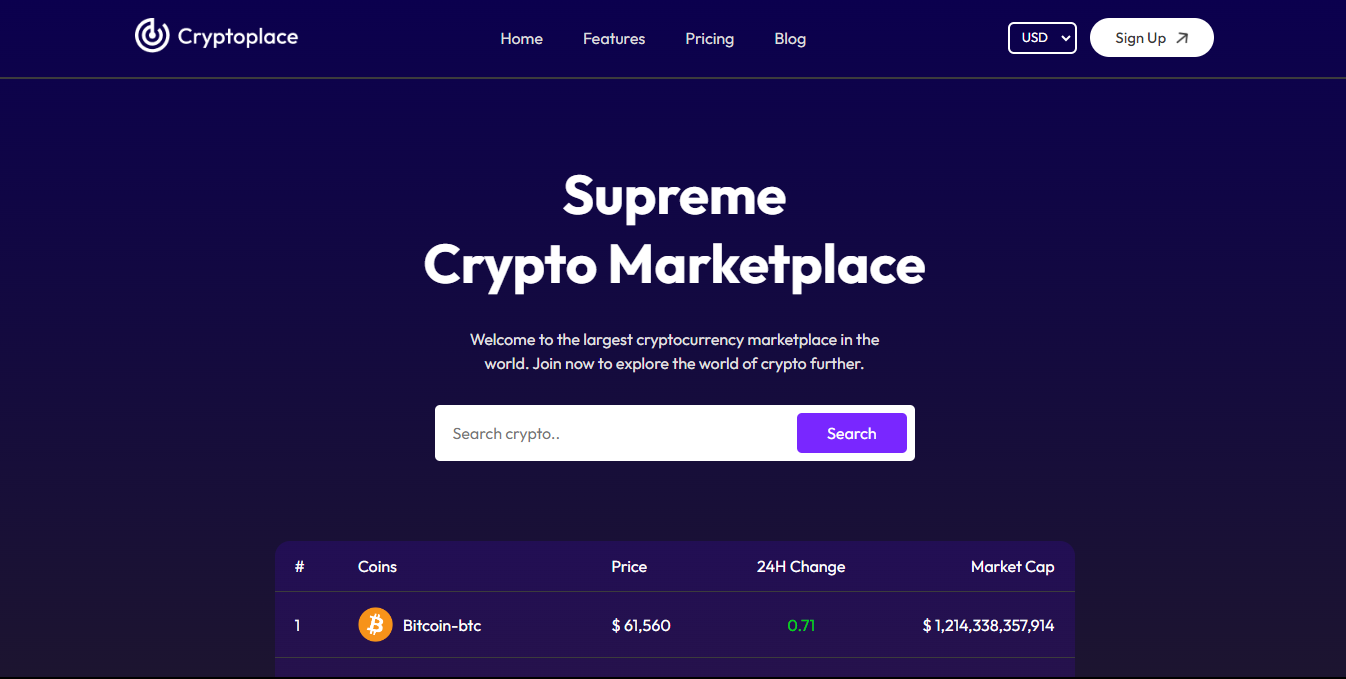 Cryptoplace Home Features Pricing Blog USD Sign Up
Supreme
Crypto Marketplace
Welcome to the largest cryptocurrency marketplace in the
world. Join now to explore the world of crypto further.
Search crypto.. Search
# Coins Price 24H Change Market Cap
1 Bitcoin-btc $ 61,560 0.71 $ 1,214,338,357,914